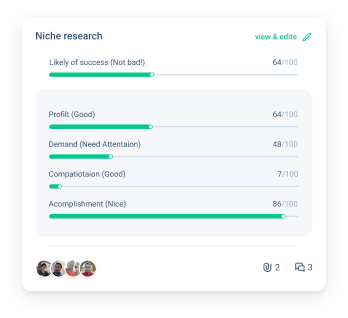 Niche research
view & edite
Likely of success (Not bad!)
64/100
Profilt (Good)
64/100
Demand (Need Attentaion)
48/100
Compatiotaion (Good)
7/100
Acomplishment (Nice)
86/100
2
3